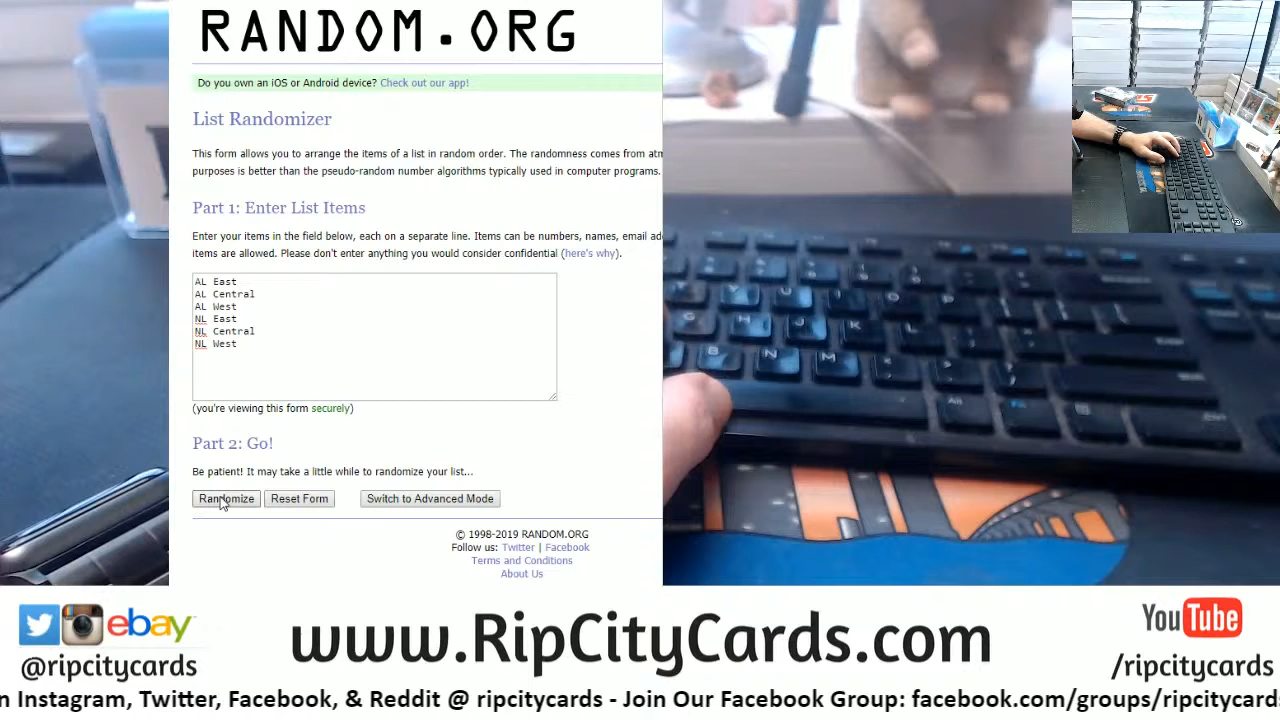 RANDOM.ORG
Do you own an iOS or Android device? Check out our app!
List Randomizer
This form allows you to arrange the items of a list in random order. The randomness comes from atm
purposes is better than the pseudo-random number algorithms typically used in computer programs.
Part 1: Enter List Items
Enter your items in the field below, each on a separate line. Items can be numbers, names, email ad
items are allowed. Please don't enter anything you would consider confidential (here's why).
AL East
AL Central
AL West
NL East
NL Central
NL West
(you're viewing this form securely)
Part 2: Go!
Be patient! It may take a little while to randomize your list...
Randomize Reset Form Switch to Advanced Mode
© 1998-2019 RANDOM.ORG
Follow us: Twitter | Facebook
Terms and Conditions
About Us
Y U
G H J K L
B N M
Alt Fn
ebay
@ripcitycards
www.RipCityCards.com
YouTube
/ripcitycards
n Instagram, Twitter, Facebook, & Reddit @ ripcitycards - Join Our Facebook Group: facebook.com/groups/ripcitycards